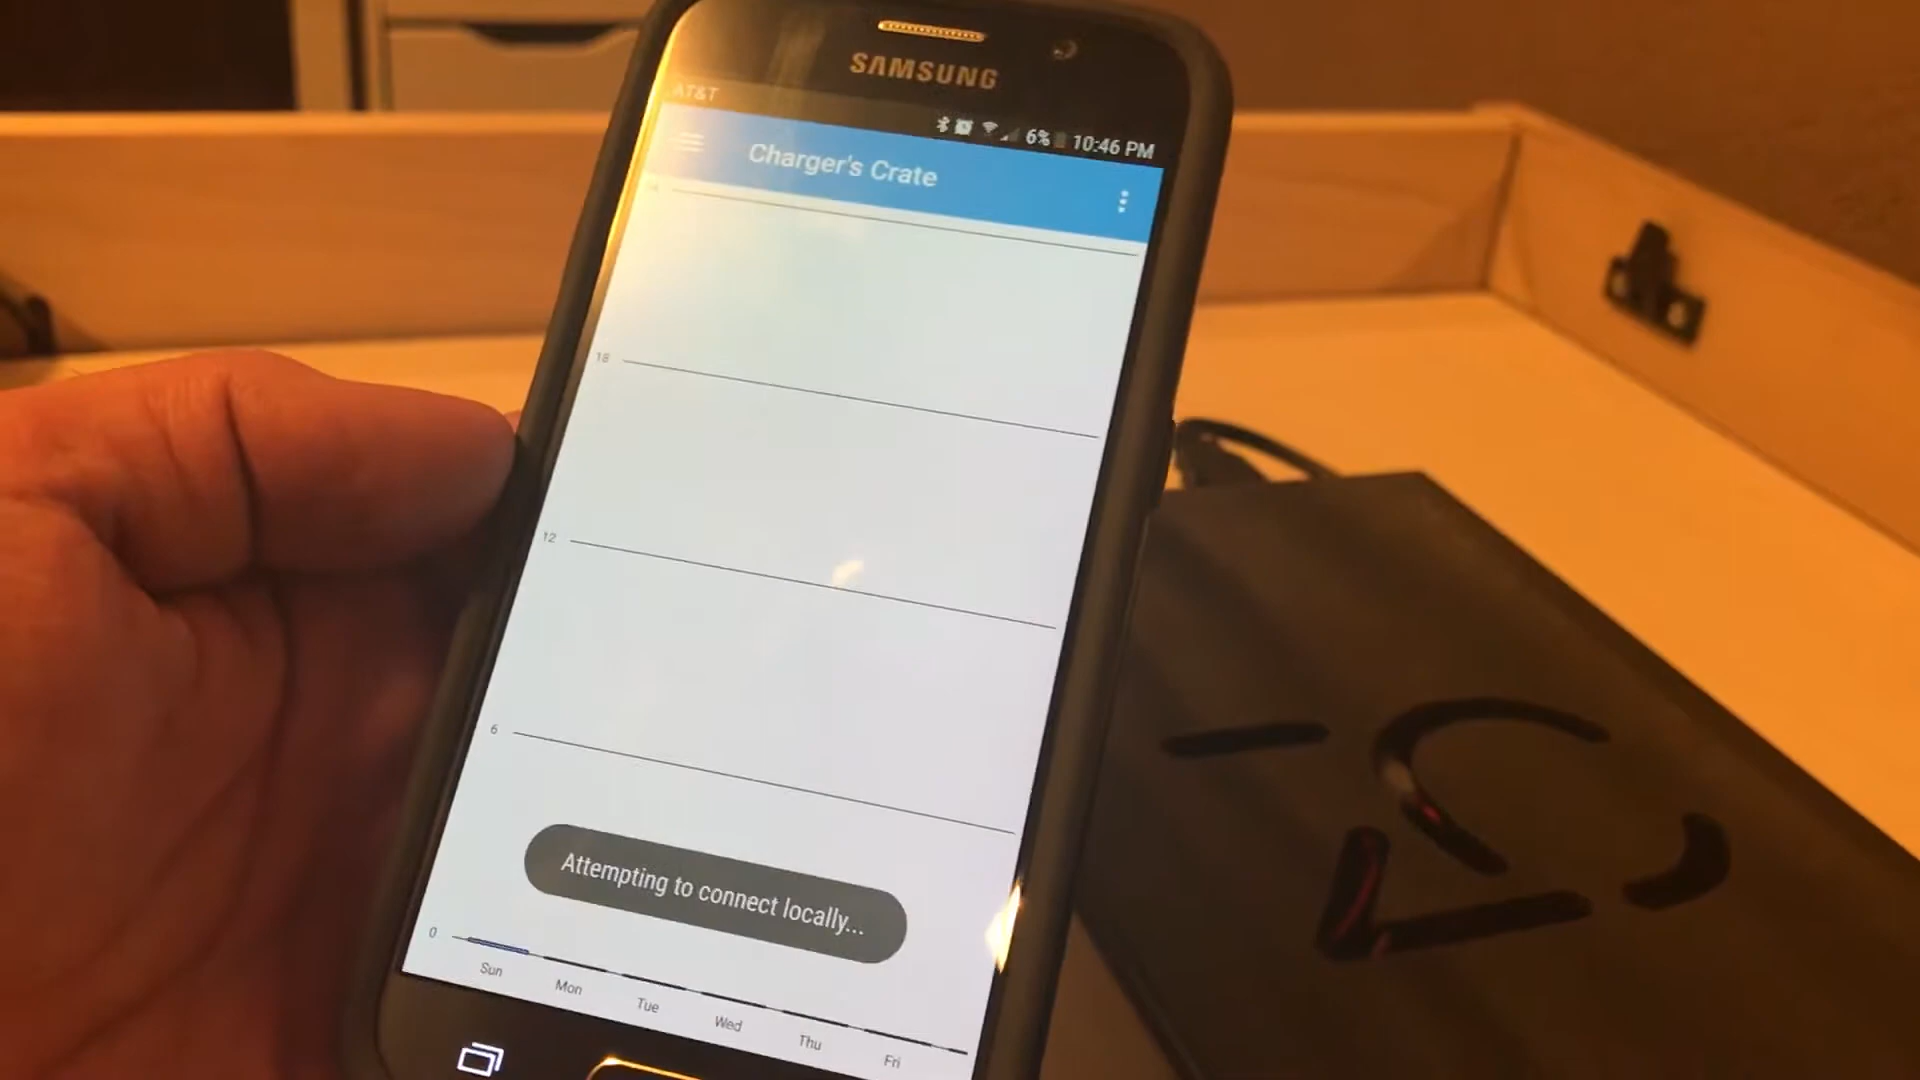 SAMSUNG
AT&T
6% 10:46 PM
Charger's Crate
24
18
12
6
Attempting to connect locally...
0
Sun Mon Tue Wed Thu Fri